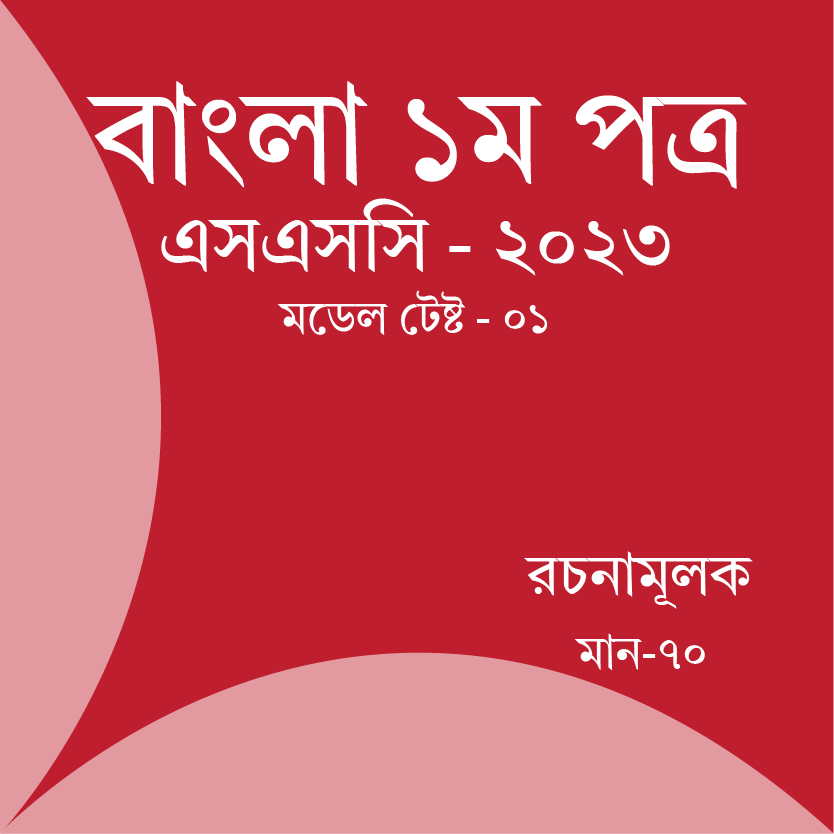 বাংলা ১ম পত্র
এসএসসি - ২০২৩
মডেল টেষ্ট - ০১
রচনামূলক
মান-৭০